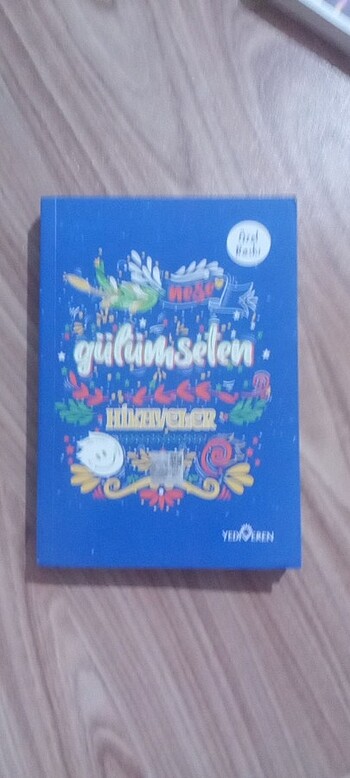 Özel
Baskı
neşe
gülümseten
HİKAYELER
YEDİVEREN